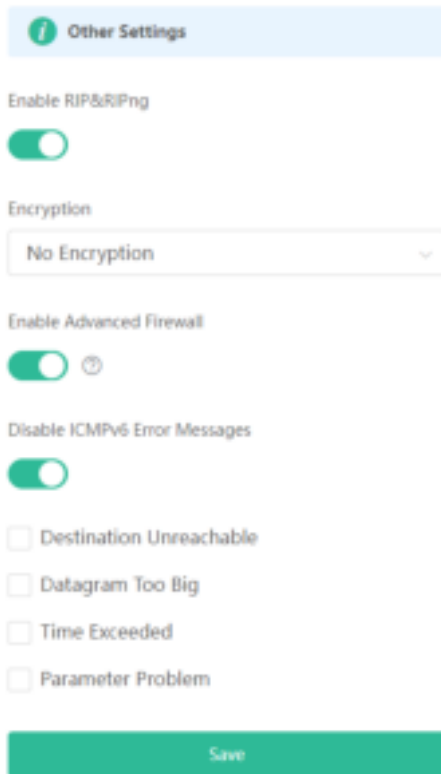 Other Settings
Enable RIP&RIPng
Encryption
No Encryption
Enable Advanced Firewall
Disable ICMPv6 Error Messages
Destination Unreachable
Datagram Too Big
Time Exceeded
Parameter Problem
Save